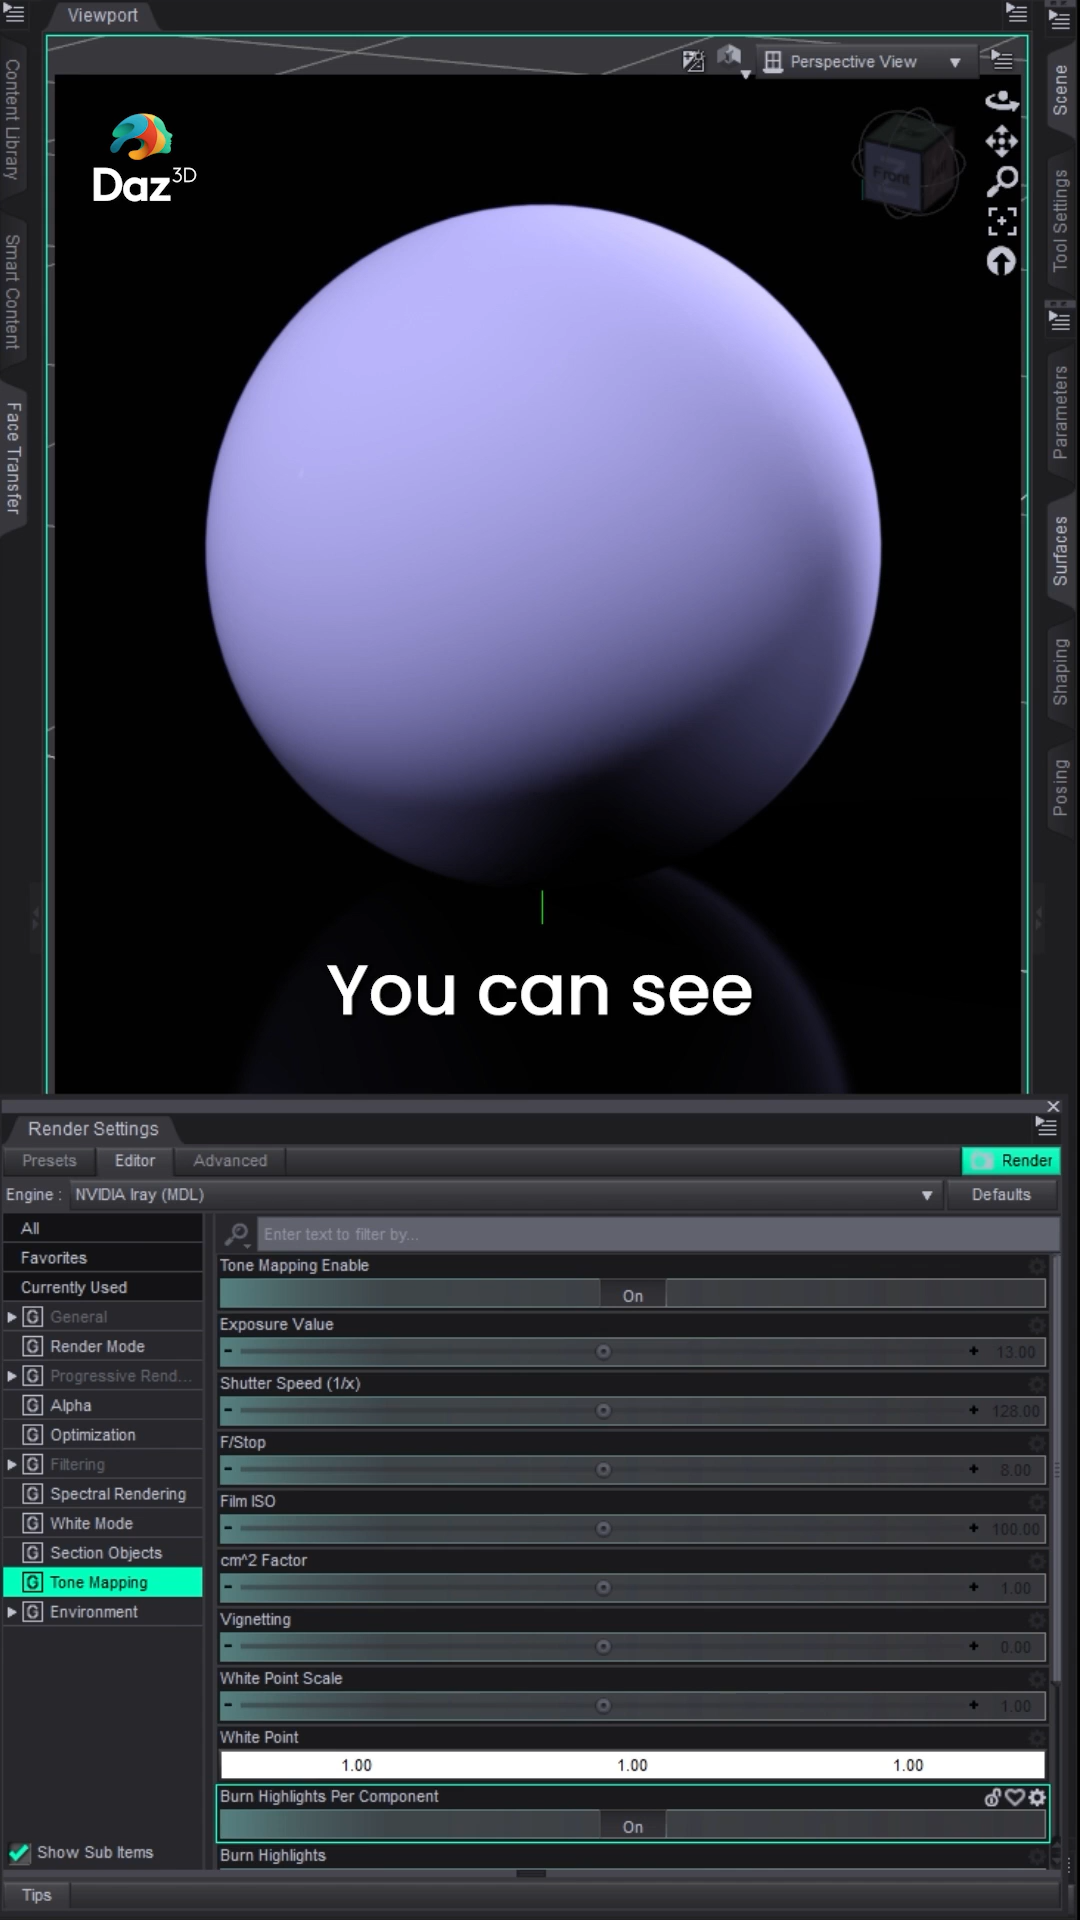 Viewport
Perspective View
Content Library
Smart Content
Face Transfer
Scene
Tool Settings
Parameters
Surfaces
Shaping
Posing
Daz 3D
Front
You can see
Render Settings
Presets
Editor
Advanced
Render
Engine :
NVIDIA Iray (MDL)
Defaults
All
Favorites
Currently Used
G General
G Render Mode
G Progressive Rend...
G Alpha
G Optimization
G Filtering
G Spectral Rendering
G White Mode
G Section Objects
G Tone Mapping
G Environment
Show Sub Items
Enter text to filter by...
Tone Mapping Enable
On
Exposure Value
- + 13.00
Shutter Speed (1/x)
- + 128.00
F/Stop
- + 8.00
Film ISO
- + 100.00
cm^2 Factor
- + 1.00
Vignetting
- + 0.00
White Point Scale
- + 1.00
White Point
1.00 1.00 1.00
Burn Highlights Per Component
On
Burn Highlights
Tips